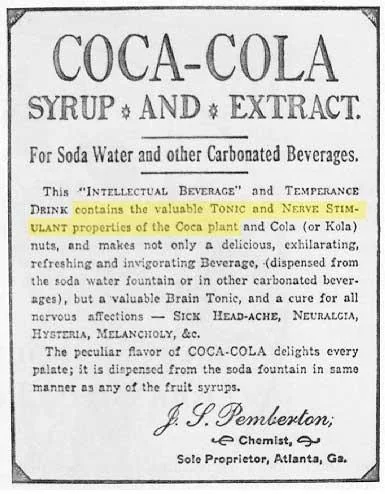 COCA-COLA
SYRUP * AND * EXTRACT.
For Soda Water and other Carbonated Beverages.
This "INTELLECTUAL BEVERAGE" and TEMPERANCE
DRINK contains the valuable TONIC and NERVE STIM-
ULANT properties of the Coca plant and Cola (or Kola)
nuts, and makes not only a delicious, exhilarating,
refreshing and invigorating Beverage, (dispensed from
the soda water fountain or in other carbonated bever-
ages), but a valuable Brain Tonic, and a cure for all
nervous affections — SICK HEAD-ACHE, NEURALGIA,
HYSTERIA, MELANCHOLY, &c.
The peculiar flavor of COCA-COLA delights every
palate; it is dispensed from the soda fountain in same
manner as any of the fruit syrups.
J. S. Pemberton;
Chemist,
Sole Proprietor, Atlanta, Ga.